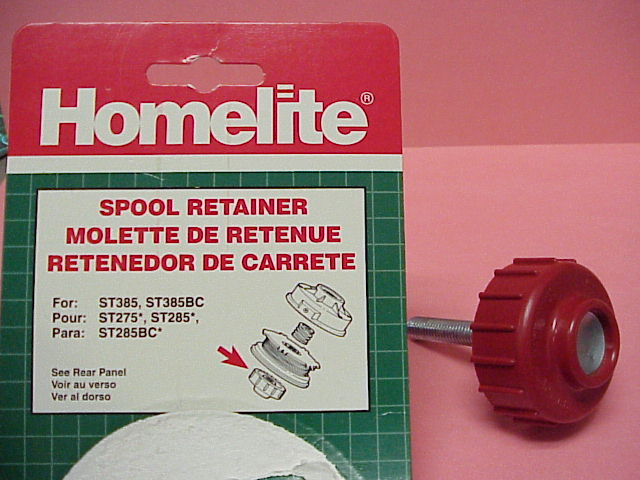 Homelite®
SPOOL RETAINER
MOLETTE DE RETENUE
RETENEDOR DE CARRETE
For: ST385, ST385BC
Pour: ST275*, ST285*,
Para: ST285BC*
See Rear Panel
Voir au verso
Ver al dorso